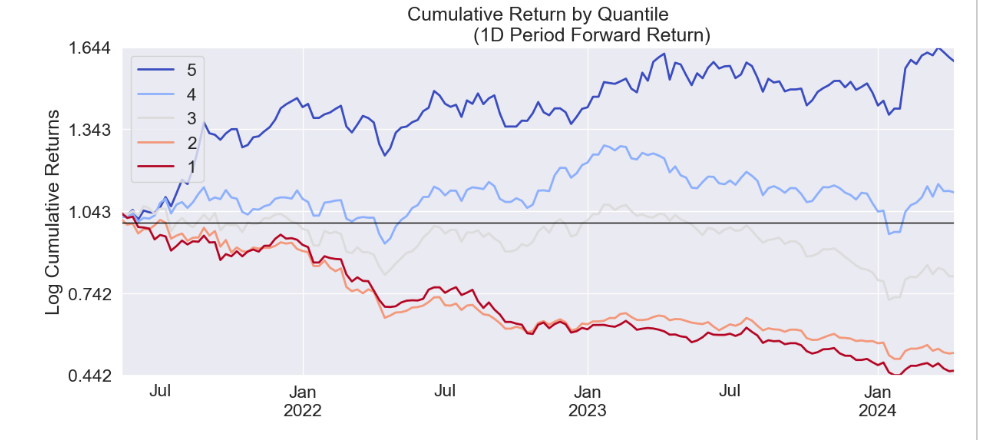 Cumulative Return by Quantile
(1D Period Forward Return)
Log Cumulative Returns
1.644
1.343
1.043
0.742
0.442
5
4
3
2
1
Jul
Jan
2022
Jul
Jan
2023
Jul
Jan
2024